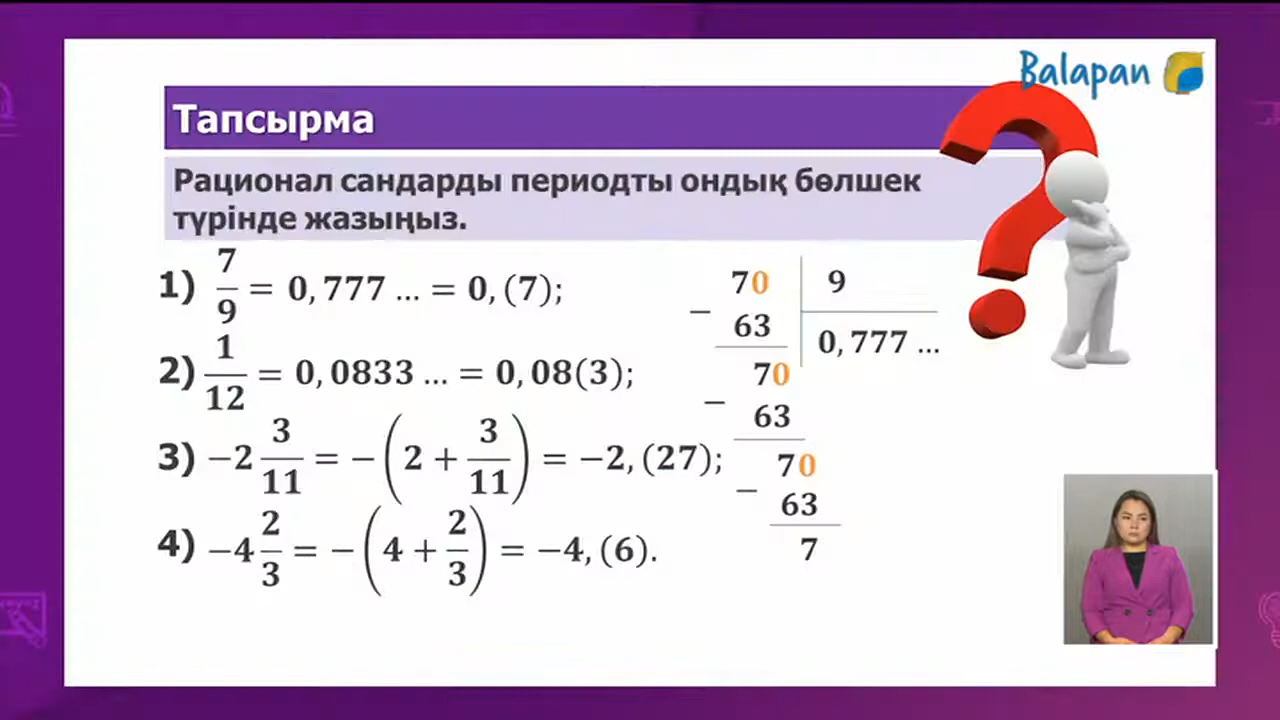 Balapan
Тапсырма
Рационал сандарды периодты ондық бөлшек
түрінде жазыңыз.
1) 7/9 = 0,777 ... = 0,(7);
2) 1/12 = 0,0833 ... = 0,08(3);
3) −2 3/11 = −(2 + 3/11) = −2,(27);
4) −4 2/3 = −(4 + 2/3) = −4,(6).
70 | 9
− 63 | 0,777 ...
70
− 63
70
− 63
7